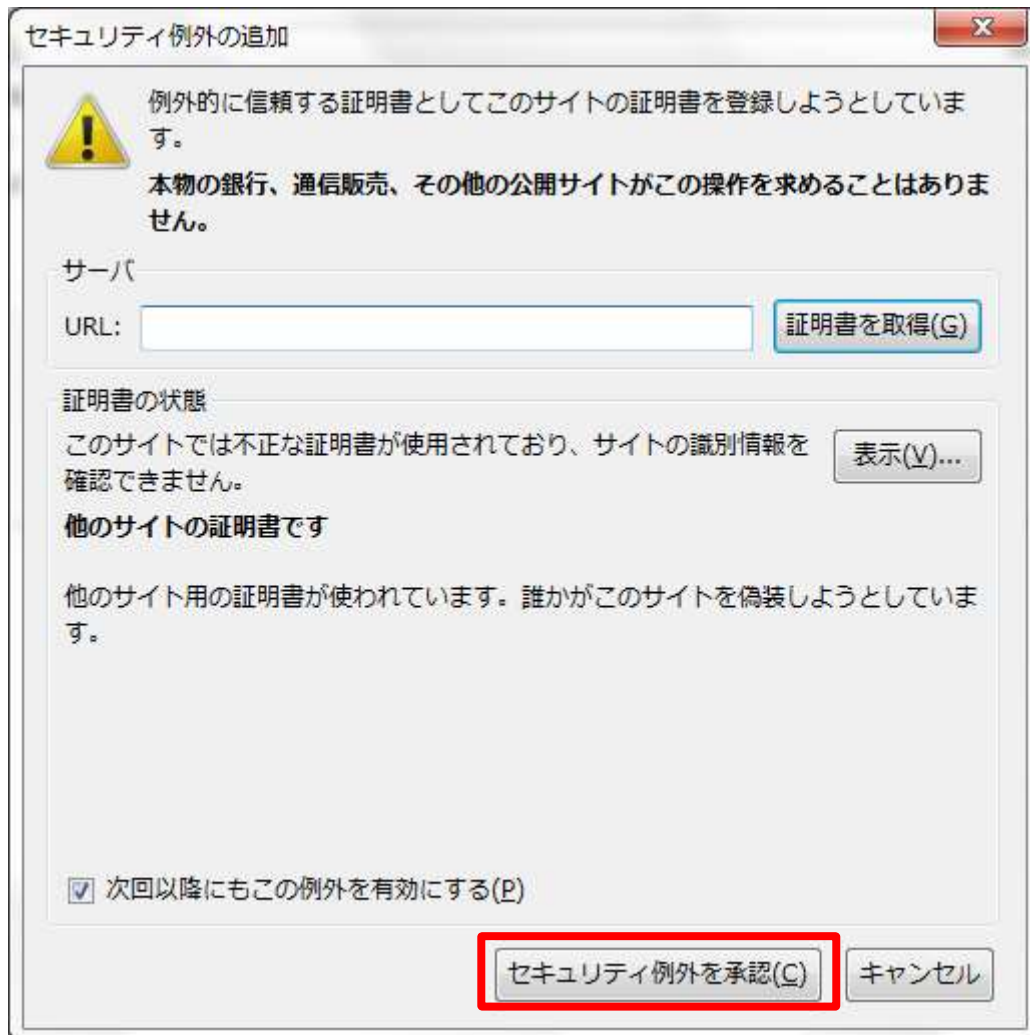 セキュリティ例外の追加
例外的に信頼する証明書としてこのサイトの証明書を登録しようとしていま
す。
本物の銀行、通信販売、その他の公開サイトがこの操作を求めることはありま
せん。
サーバ
URL:
証明書を取得(G)
証明書の状態
このサイトでは不正な証明書が使用されており、サイトの識別情報を
確認できません。
表示(V)...
他のサイトの証明書です
他のサイト用の証明書が使われています。誰かがこのサイトを偽装しようとしていま
す。
次回以降にもこの例外を有効にする(P)
セキュリティ例外を承認(C)
キャンセル